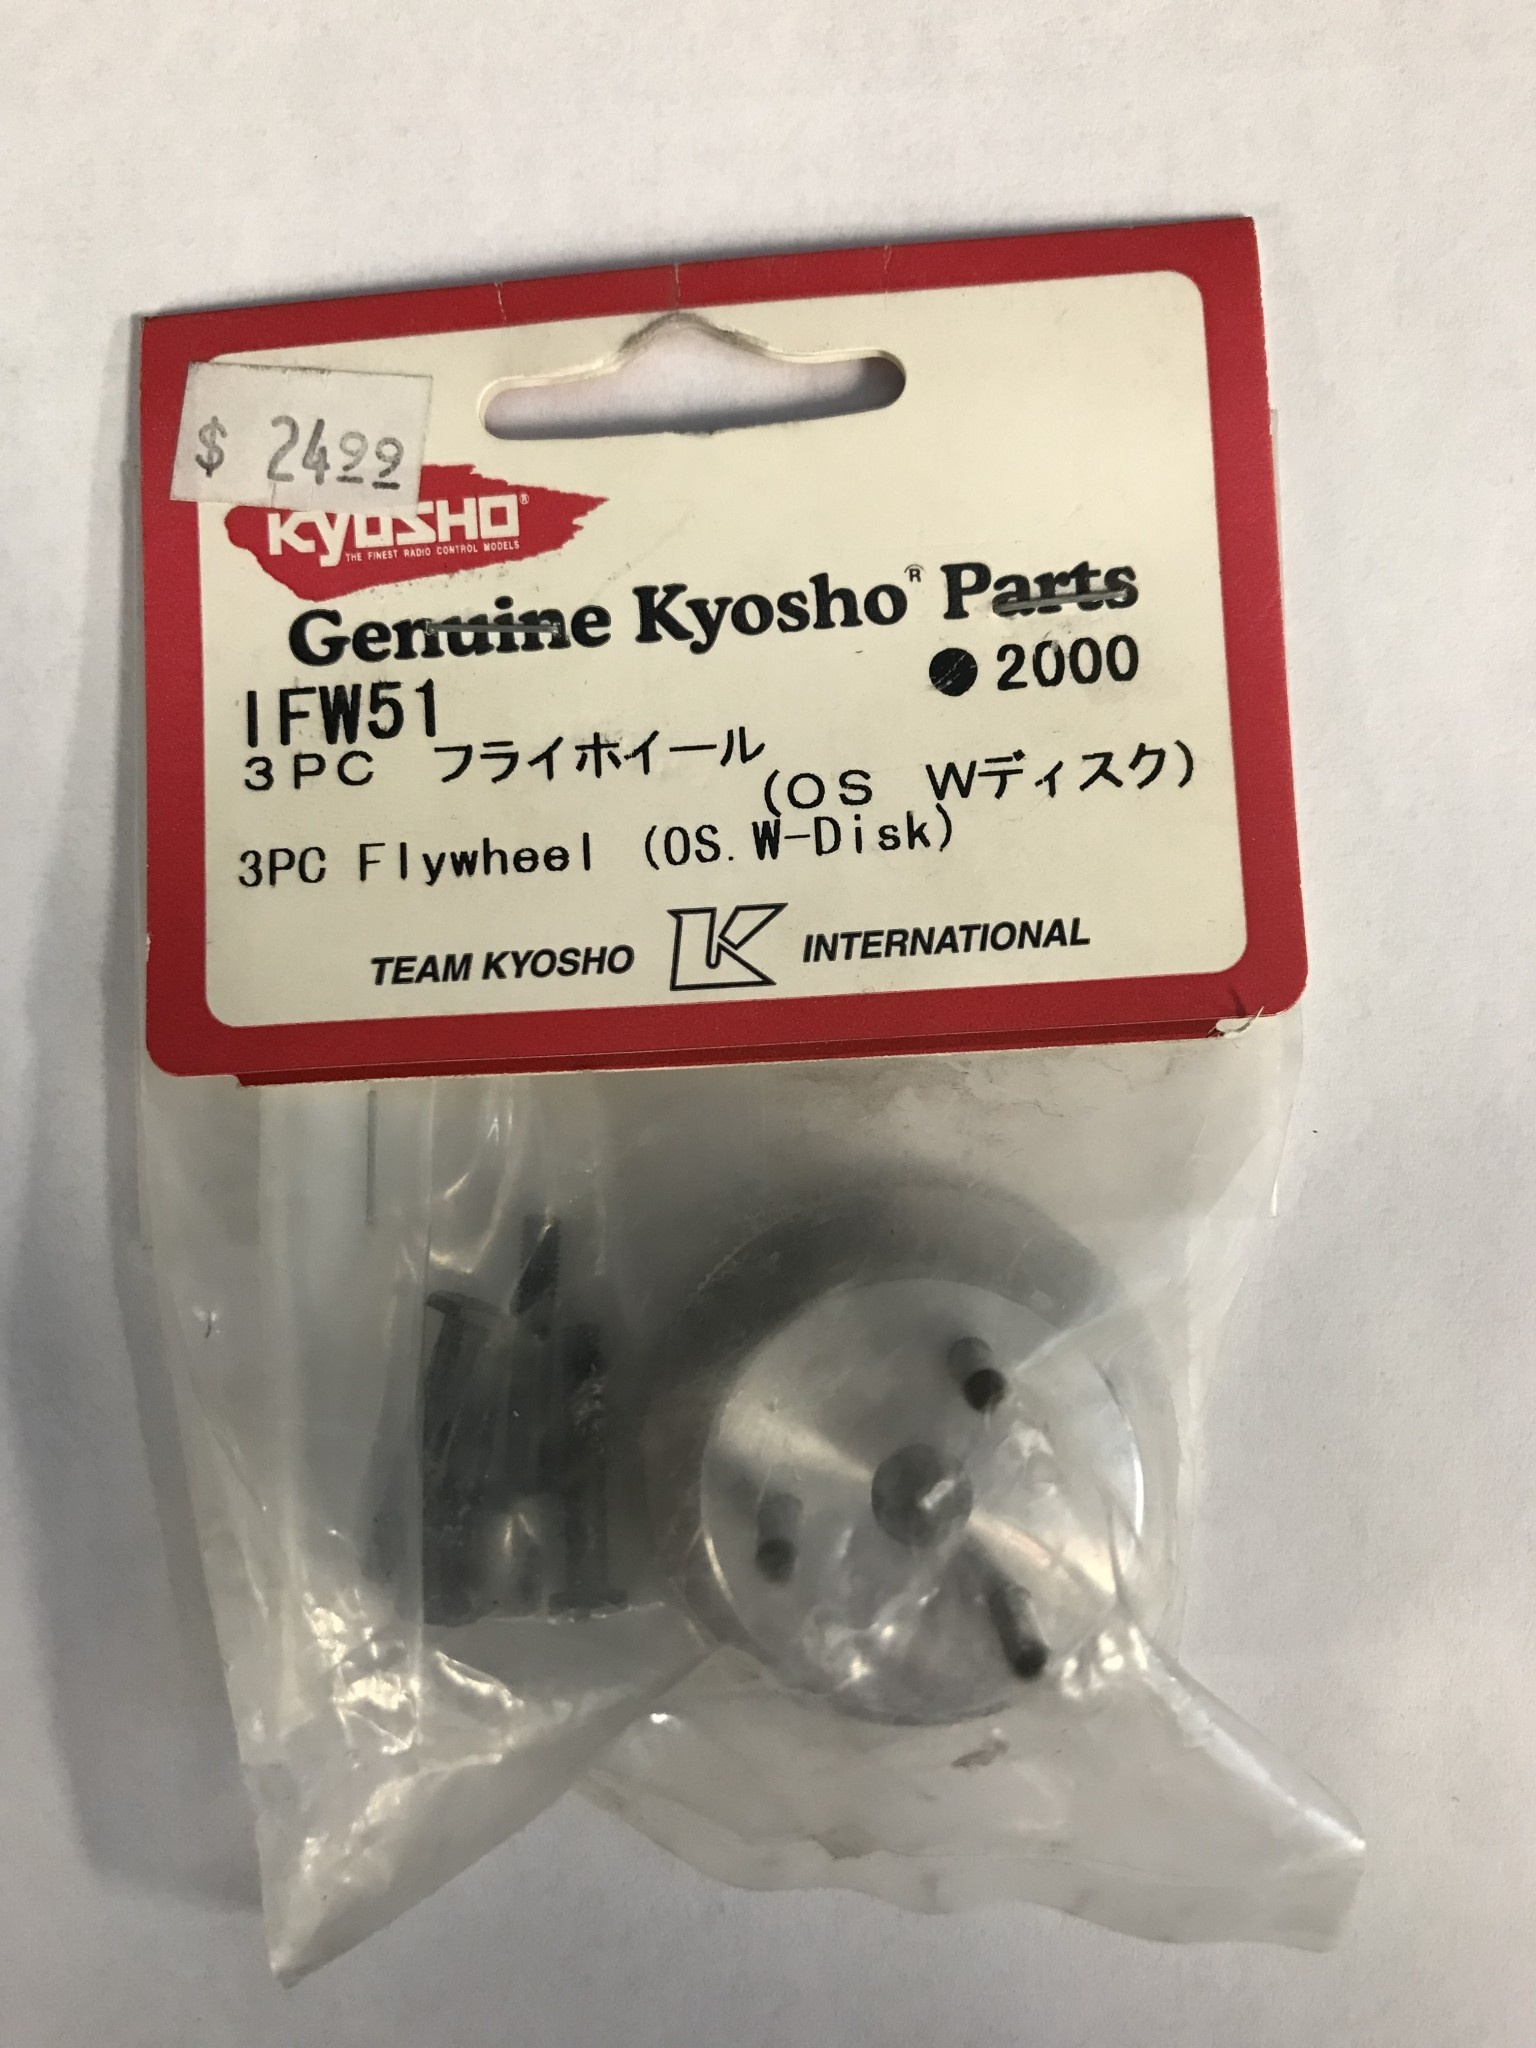 $ 24.99
KYOSHO®
THE FINEST RADIO CONTROL MODELS
Genuine Kyosho® Parts
IFW51 ●2000
3PC フライホイール
(OS Wディスク)
3PC Flywheel (OS. W-Disk)
TEAM KYOSHO K INTERNATIONAL